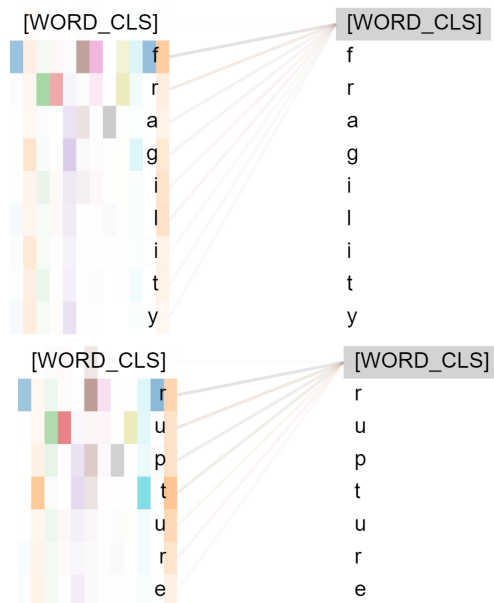 [WORD_CLS] [WORD_CLS]
f f
r r
a a
g g
i i
l l
i i
t t
y y
[WORD_CLS] [WORD_CLS]
r r
u u
p p
t t
u u
r r
e e